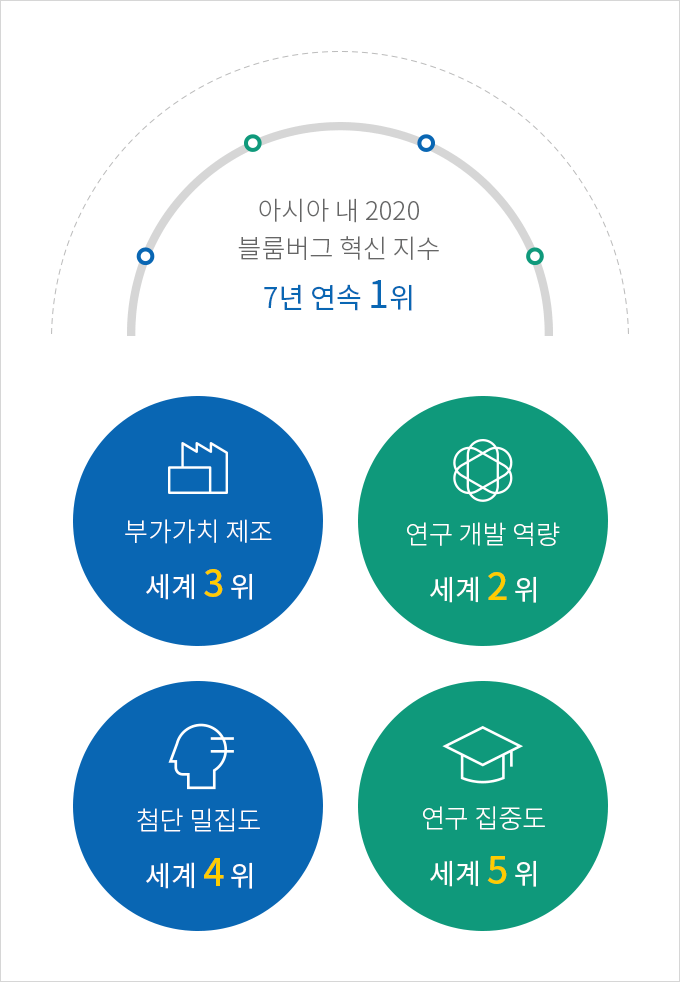 아시아 내 2020
블룸버그 혁신 지수
7년 연속 1위
부가가치 제조
세계 3 위
연구 개발 역량
세계 2 위
첨단 밀집도
세계 4 위
연구 집중도
세계 5 위